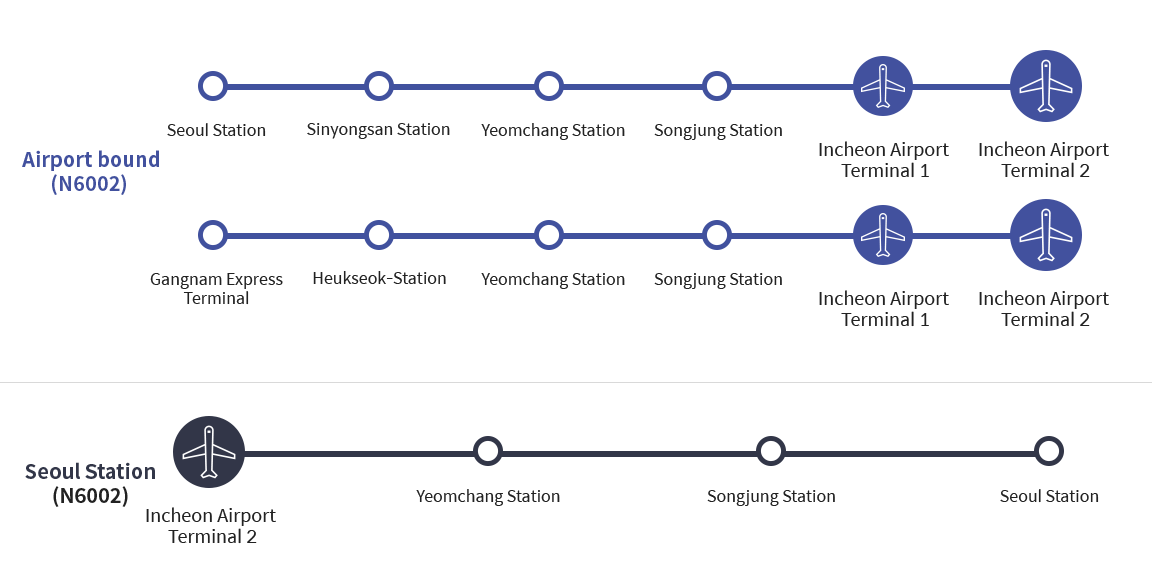 Airport bound
(N6002)
Seoul Station
Sinyongsan Station
Yeomchang Station
Songjung Station
Incheon Airport
Terminal 1
Incheon Airport
Terminal 2
Gangnam Express
Terminal
Heukseok-Station
Yeomchang Station
Songjung Station
Incheon Airport
Terminal 1
Incheon Airport
Terminal 2
Seoul Station
(N6002)
Incheon Airport
Terminal 2
Yeomchang Station
Songjung Station
Seoul Station